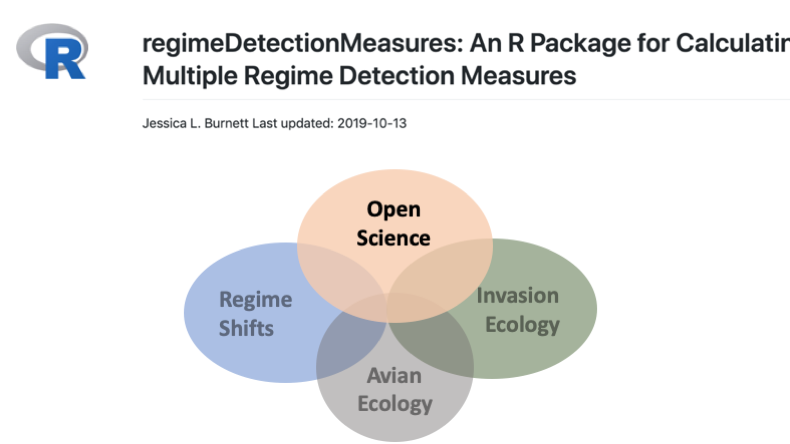 R
regimeDetectionMeasures: An R Package for Calculatin
Multiple Regime Detection Measures
Jessica L. Burnett Last updated: 2019-10-13
Open
Science
Regime
Shifts
Invasion
Ecology
Avian
Ecology